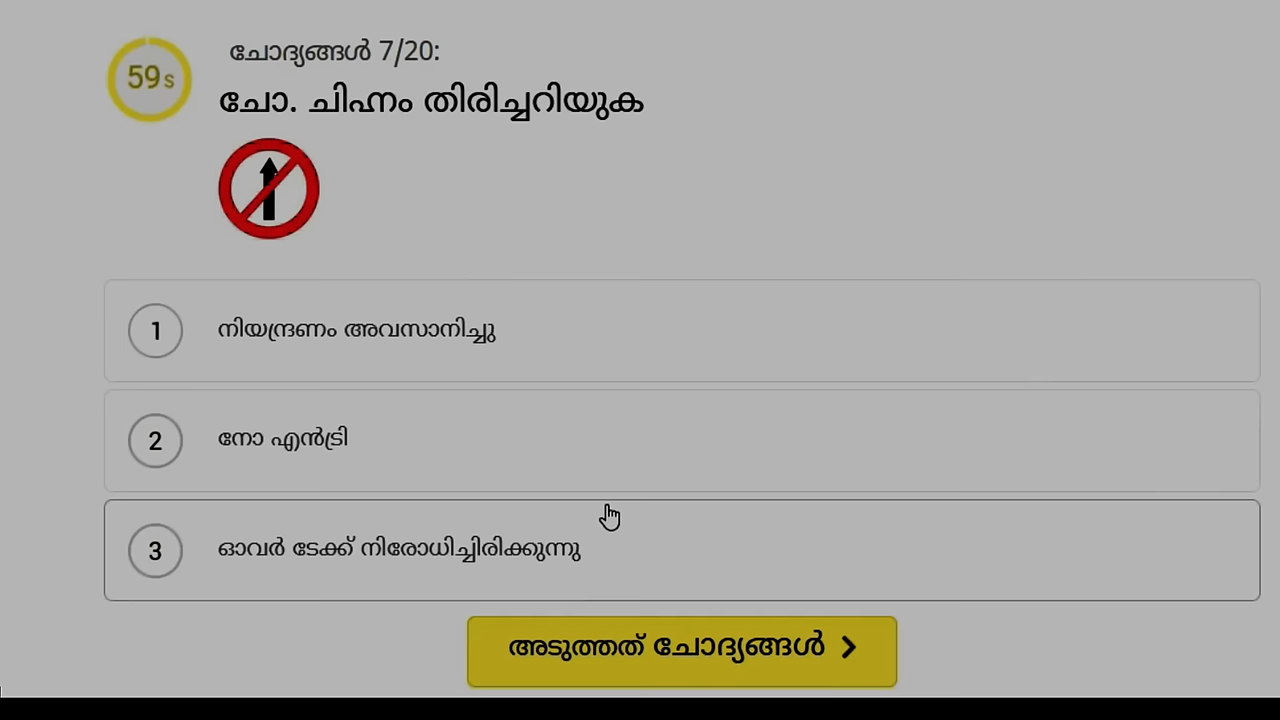 59s
ചോദ്യങ്ങൾ 7/20:
ചോ. ചിഹ്നം തിരിച്ചറിയുക
1 നിയന്ത്രണം അവസാനിച്ചു
2 നോ എൻട്രി
3 ഓവർ ടേക്ക് നിരോധിച്ചിരിക്കുന്നു
അടുത്തത് ചോദ്യങ്ങൾ